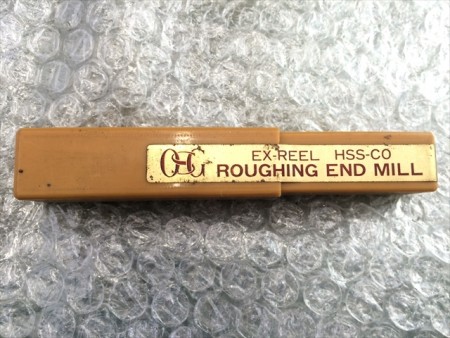 OSG
EX-REEL HSS-CO
ROUGHING END MILL